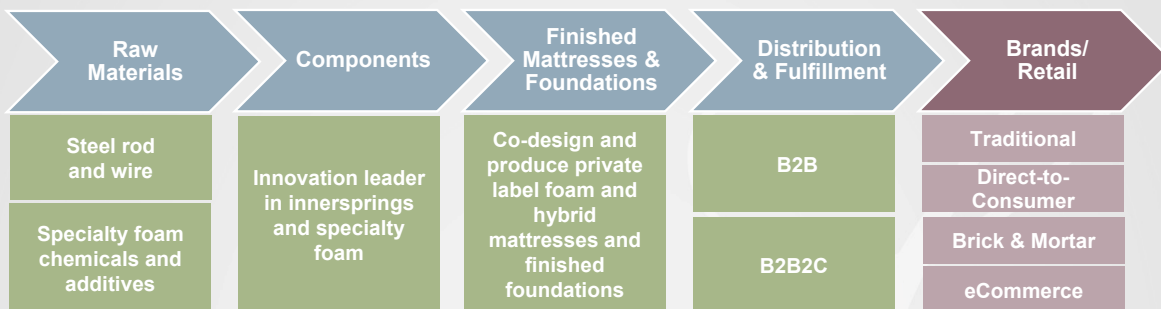 Raw
Materials
Components
Finished
Mattresses &
Foundations
Distribution
& Fulfillment
Brands/
Retail
Steel rod
and wire
Specialty foam
chemicals and
additives
Innovation leader
in innersprings
and specialty
foam
Co-design and
produce private
label foam and
hybrid
mattresses and
finished
foundations
B2B
B2B2C
Traditional
Direct-to-
Consumer
Brick & Mortar
eCommerce